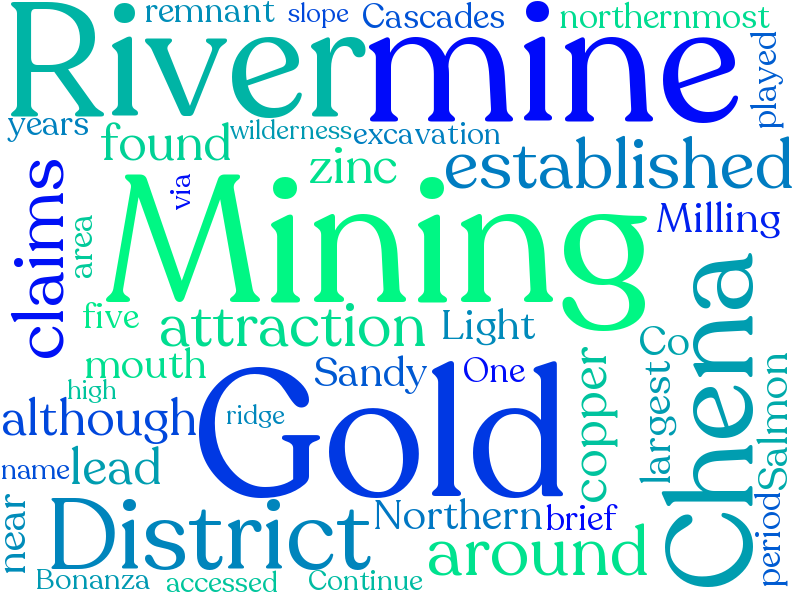 remnant
slope
Cascades
northernmost
River
mine
played
years
found
wilderness
excavation
zinc
established
claims
via
Mining
Milling
area
five
attraction
Light
Co
Chena
mouth
Sandy
One
copper
largest
Salmon
high
although
ridge
Gold
name
lead
near
District
Northern
brief
period
around
Bonanza
accessed
Continue